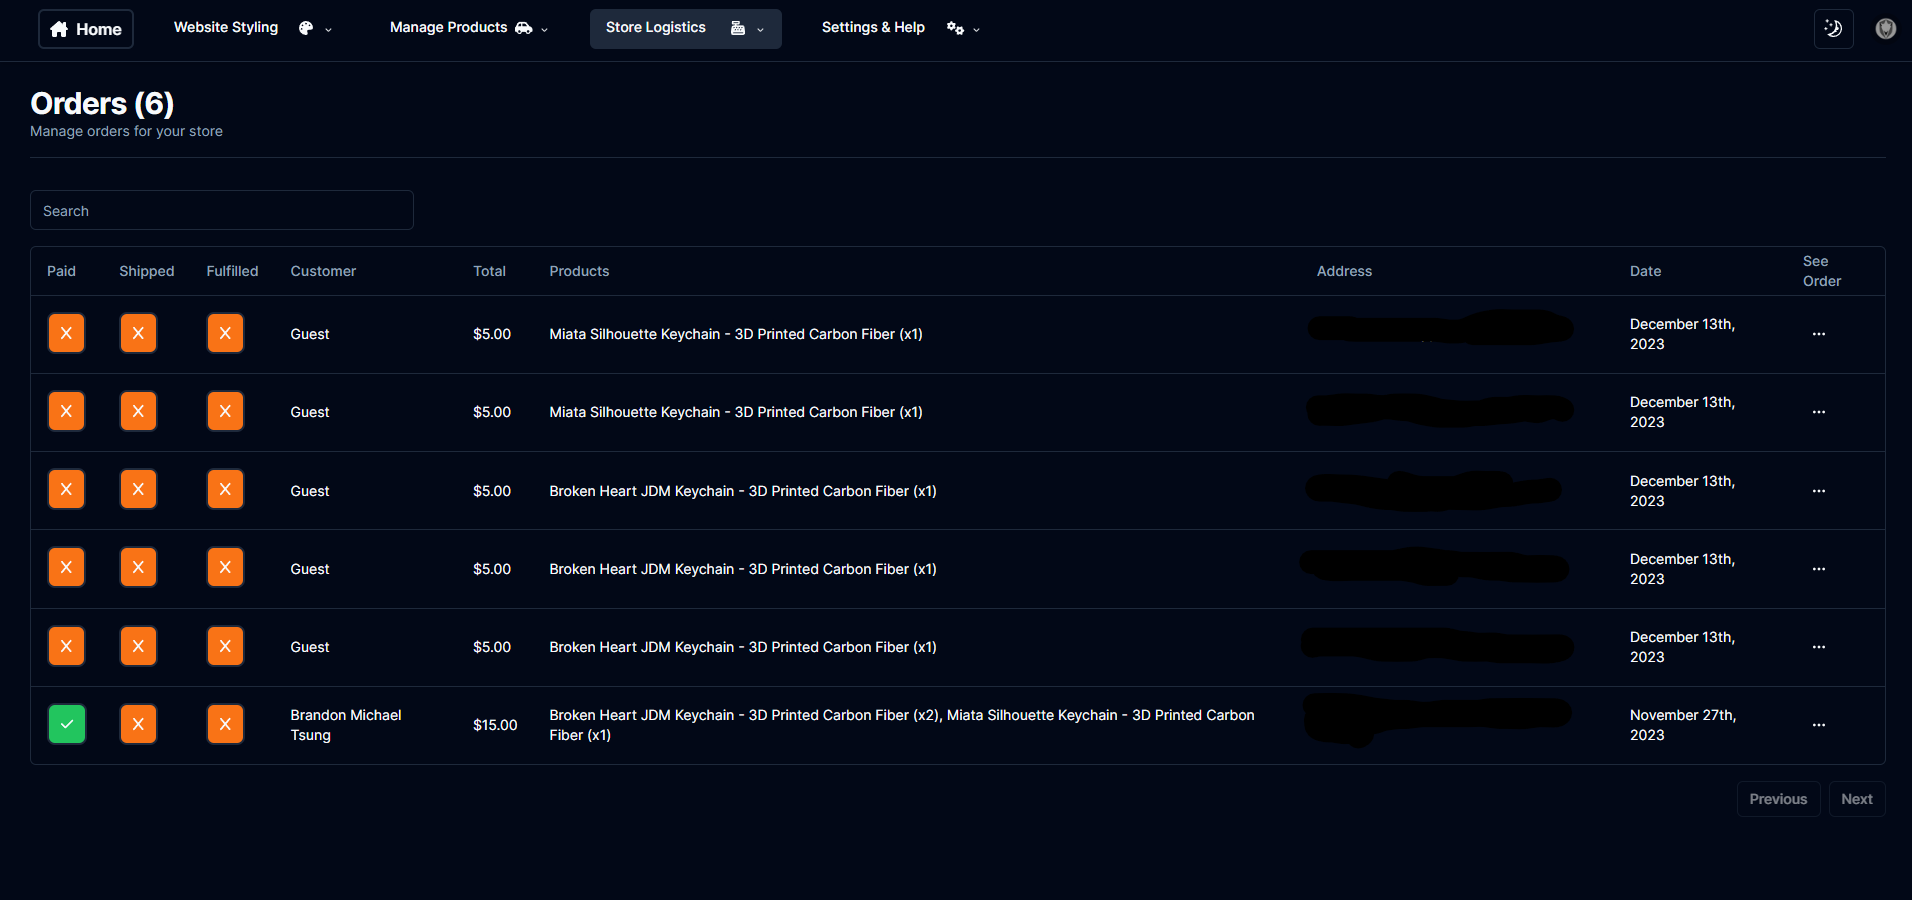 Home Website Styling Manage Products Store Logistics Settings & Help
Orders (6)
Manage orders for your store
Search
Paid Shipped Fulfilled Customer Total Products Address Date See Order
X X X Guest $5.00 Miata Silhouette Keychain - 3D Printed Carbon Fiber (x1) December 13th, 2023 ...
X X X Guest $5.00 Miata Silhouette Keychain - 3D Printed Carbon Fiber (x1) December 13th, 2023 ...
X X X Guest $5.00 Broken Heart JDM Keychain - 3D Printed Carbon Fiber (x1) December 13th, 2023 ...
X X X Guest $5.00 Broken Heart JDM Keychain - 3D Printed Carbon Fiber (x1) December 13th, 2023 ...
X X X Guest $5.00 Broken Heart JDM Keychain - 3D Printed Carbon Fiber (x1) December 13th, 2023 ...
X X Brandon Michael Tsung $15.00 Broken Heart JDM Keychain - 3D Printed Carbon Fiber (x2), Miata Silhouette Keychain - 3D Printed Carbon Fiber (x1) November 27th, 2023 ...
Previous Next